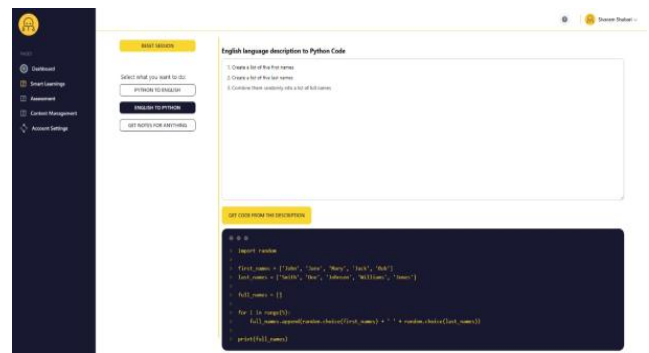 Shavam Shabari
RESET SESSION
English language description to Python Code
Dashboard
Smart Learnings
Assessment
Content Management
Account Settings
Select what you want to do:
PYTHON TO ENGLISH
ENGLISH TO PYTHON
GET NOTES FOR ANYTHING
1. Create a list of five first names
2. Create a list of five last names
3. Combine them randomly into a list of full names
GET CODE FROM THE DESCRIPTION
import random
first_names = ['John', 'Jane', 'Mary', 'Jack', 'Bob']
last_names = ['Smith', 'Doe', 'Johnson', 'Williams', 'Jones']
full_names = []
for i in range(5):
full_names.append(random.choice(first_names) + ' ' + random.choice(last_names))
print(full_names)